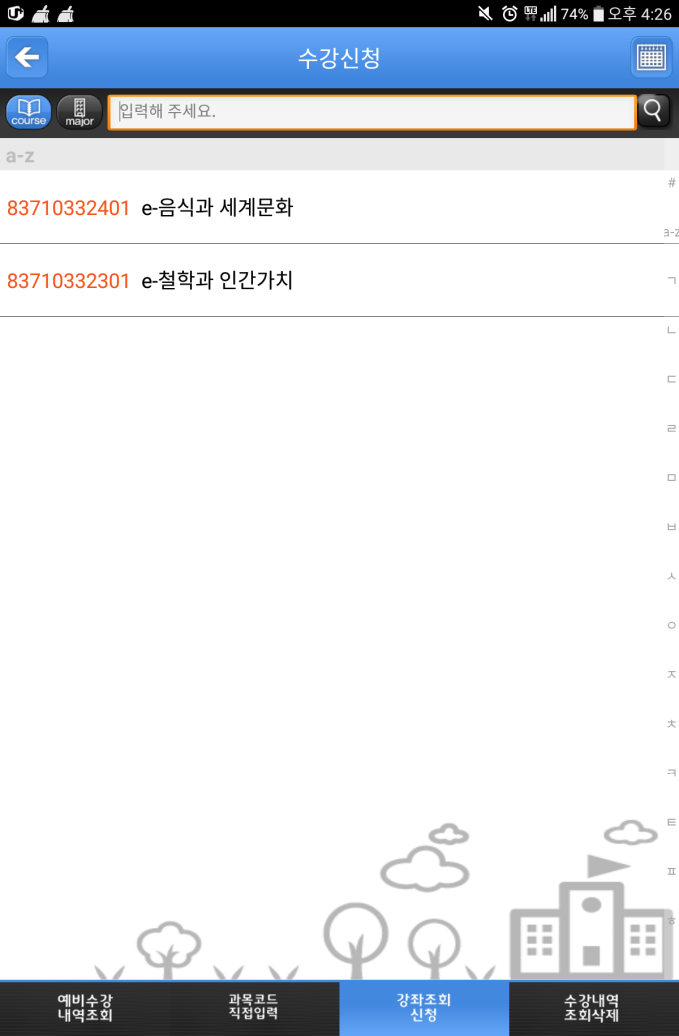 U+ LTE 74% 오후 4:26
수강신청
course major 입력해 주세요.
a-z
#
83710332401 e-음식과 세계문화
a-z
83710332301 e-철학과 인간가치
ㄱ
ㄴ
ㄷ
ㄹ
ㅁ
ㅂ
ㅅ
ㅇ
ㅈ
ㅊ
ㅋ
ㅌ
ㅍ
ㅎ
예비수강
내역조회
과목코드
직접입력
강좌조회
신청
수강내역
조회삭제